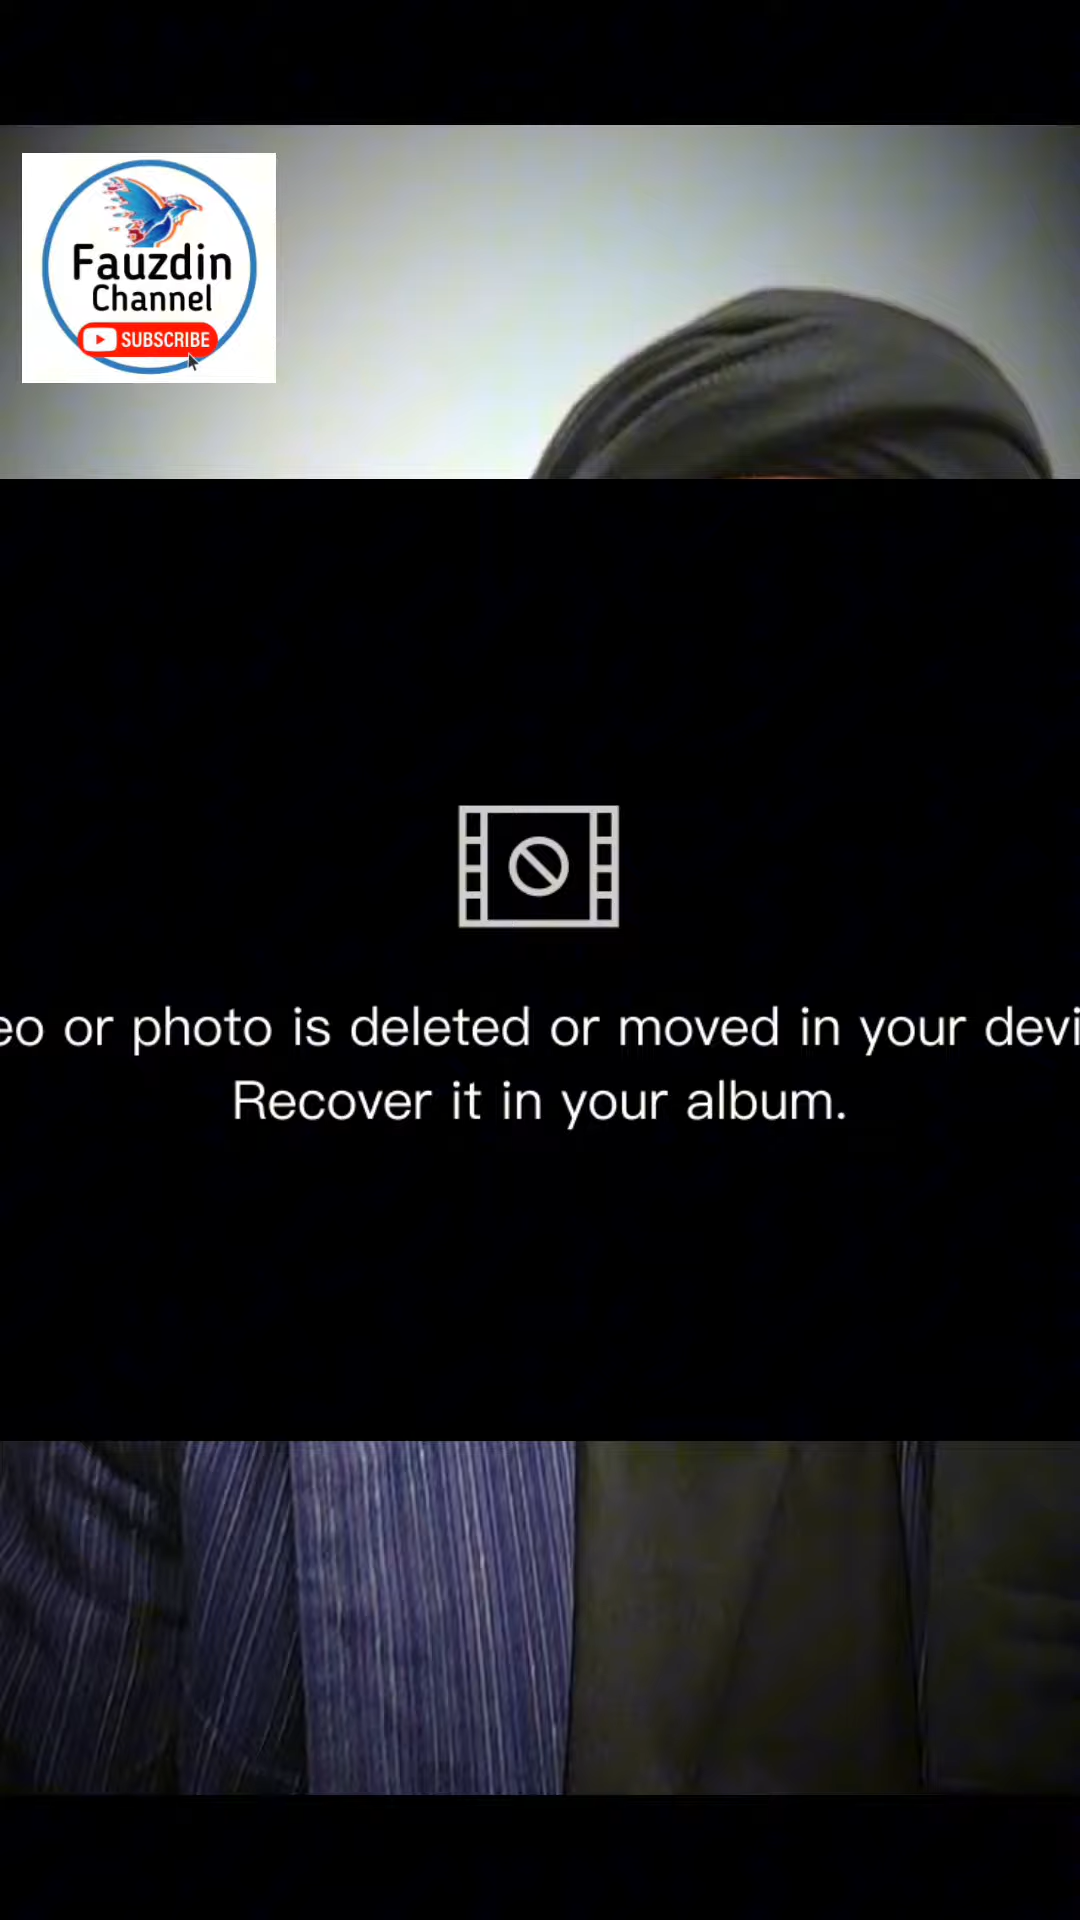 Fauzdin
Channel
SUBSCRIBE
eo or photo is deleted or moved in your devi
Recover it in your album.